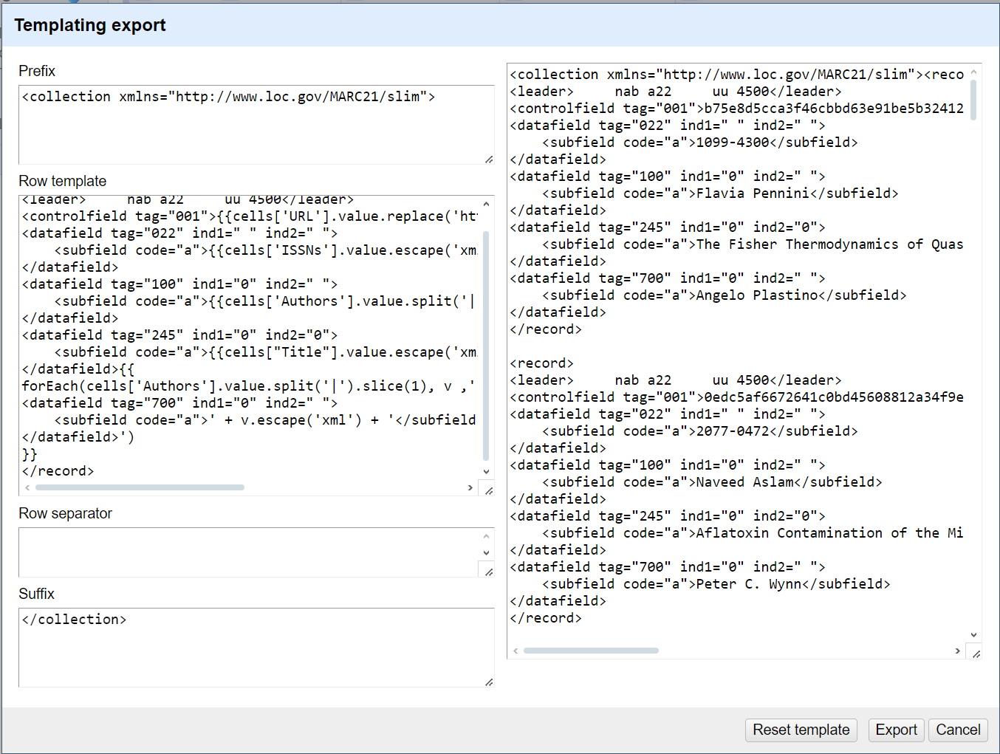 Templating export
Prefix
<collection xmlns="http://www.loc.gov/MARC21/slim">
Row template
<leader>     nab a22     uu 4500</leader>
<controlfield tag="001">{{cells['URL'].value.replace('ht
<datafield tag="022" ind1=" " ind2=" ">
    <subfield code="a">{{cells['ISSNs'].value.escape('xm
</datafield>
<datafield tag="100" ind1="0" ind2=" ">
    <subfield code="a">{{cells['Authors'].value.split('|
</datafield>
<datafield tag="245" ind1="0" ind2="0">
    <subfield code="a">{{cells["Title"].value.escape('xm
</datafield>{{
forEach(cells['Authors'].value.split('|').slice(1), v ,'
<datafield tag="700" ind1="0" ind2=" ">
    <subfield code="a">' + v.escape('xml') + '</subfield
</datafield>')
}}
</record>
Row separator
Suffix
</collection>
<collection xmlns="http://www.loc.gov/MARC21/slim"><reco
<leader>     nab a22     uu 4500</leader>
<controlfield tag="001">b75e8d5cca3f46cbbd63e91be5b32412
<datafield tag="022" ind1=" " ind2=" ">
    <subfield code="a">1099-4300</subfield>
</datafield>
<datafield tag="100" ind1="0" ind2=" ">
    <subfield code="a">Flavia Pennini</subfield>
</datafield>
<datafield tag="245" ind1="0" ind2="0">
    <subfield code="a">The Fisher Thermodynamics of Quas
</datafield>
<datafield tag="700" ind1="0" ind2=" ">
    <subfield code="a">Angelo Plastino</subfield>
</datafield>
</record>
<record>
<leader>     nab a22     uu 4500</leader>
<controlfield tag="001">0edc5af6672641c0bd45608812a34f9e
<datafield tag="022" ind1=" " ind2=" ">
    <subfield code="a">2077-0472</subfield>
</datafield>
<datafield tag="100" ind1="0" ind2=" ">
    <subfield code="a">Naveed Aslam</subfield>
</datafield>
<datafield tag="245" ind1="0" ind2="0">
    <subfield code="a">Aflatoxin Contamination of the Mi
</datafield>
<datafield tag="700" ind1="0" ind2=" ">
    <subfield code="a">Peter C. Wynn</subfield>
</datafield>
</record>
Reset template
Export
Cancel